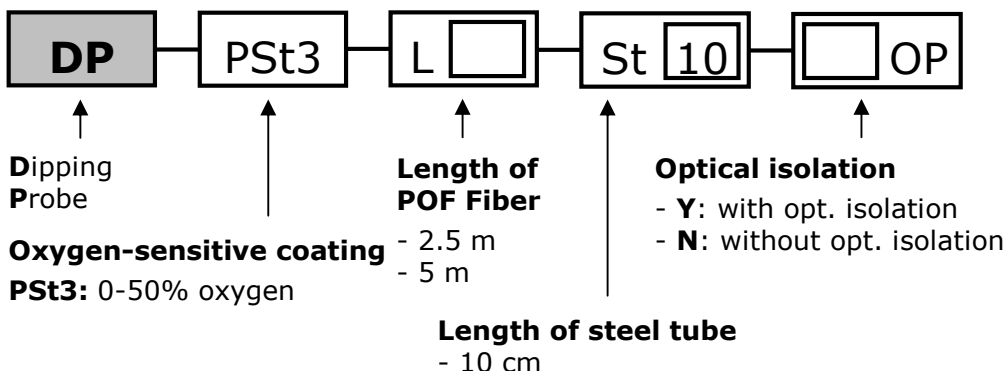 DP PSt3 L St 10 OP
Dipping
Probe
Oxygen-sensitive coating
PSt3: 0-50% oxygen
Length of
POF Fiber
- 2.5 m
- 5 m
Length of steel tube
- 10 cm
Optical isolation
- Y: with opt. isolation
- N: without opt. isolation